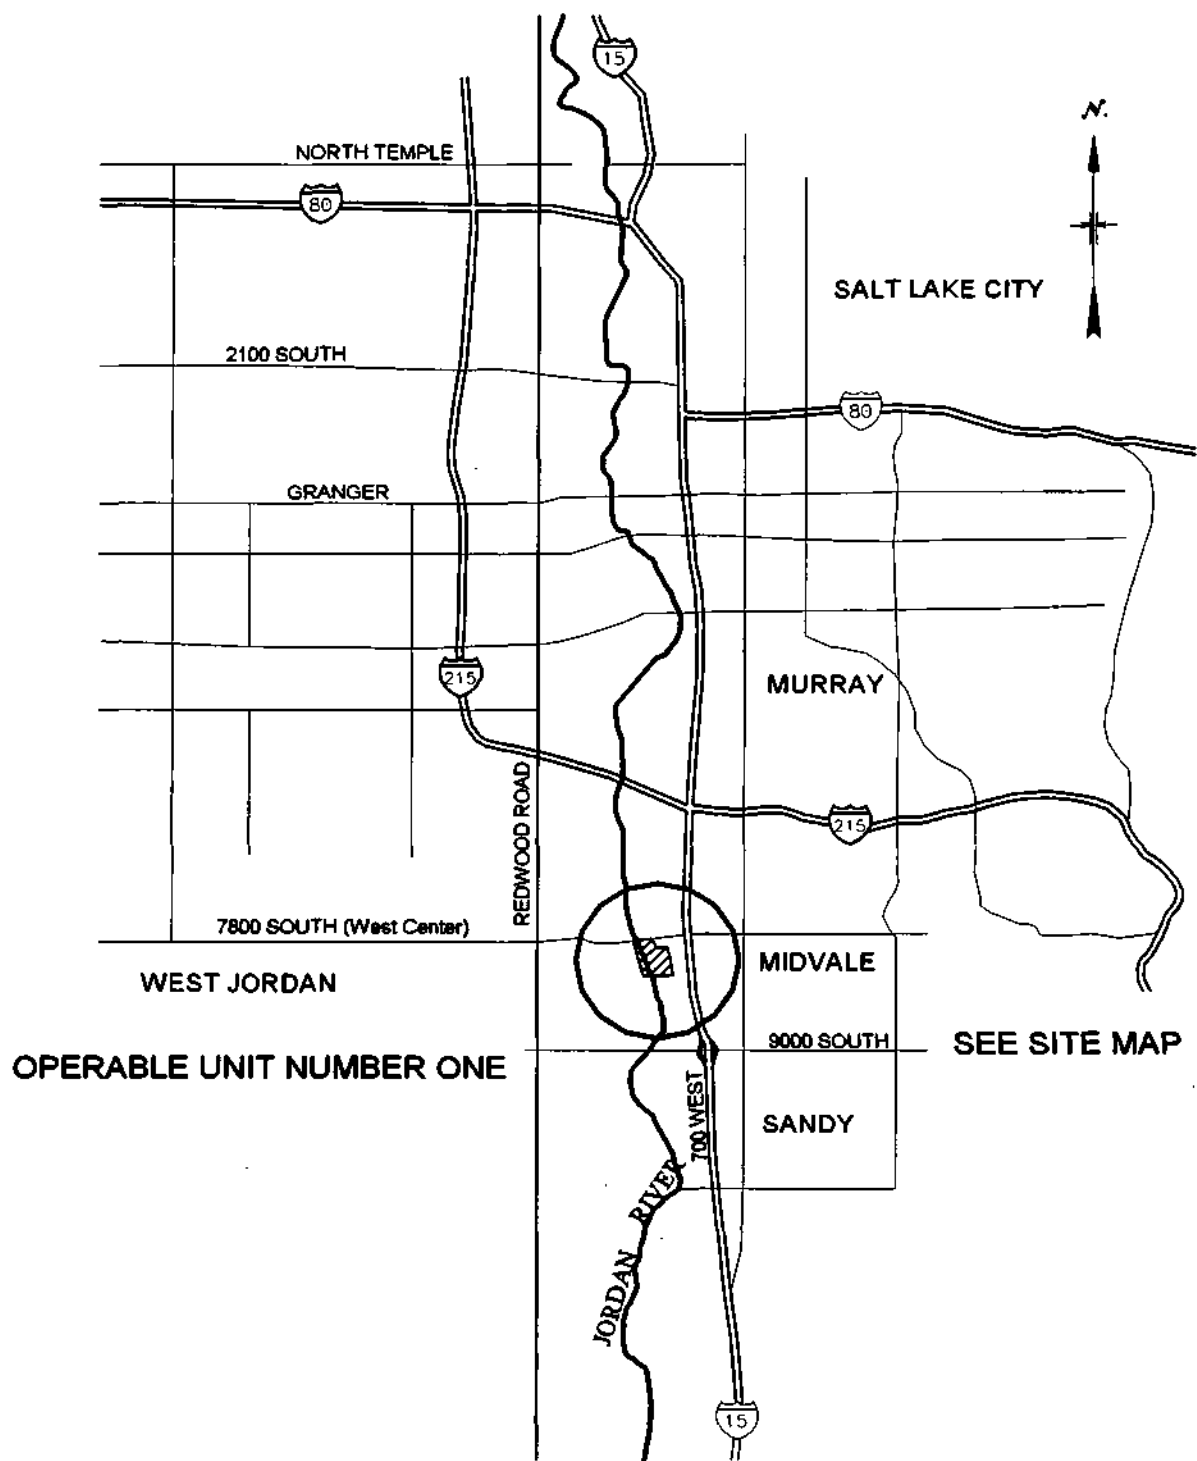 15
N.
NORTH TEMPLE
80
SALT LAKE CITY
2100 SOUTH
80
GRANGER
215
MURRAY
REDWOOD ROAD
215
7800 SOUTH (West Center)
MIDVALE
WEST JORDAN
9000 SOUTH
SEE SITE MAP
OPERABLE UNIT NUMBER ONE
700 WEST
SANDY
JORDAN RIVER
15